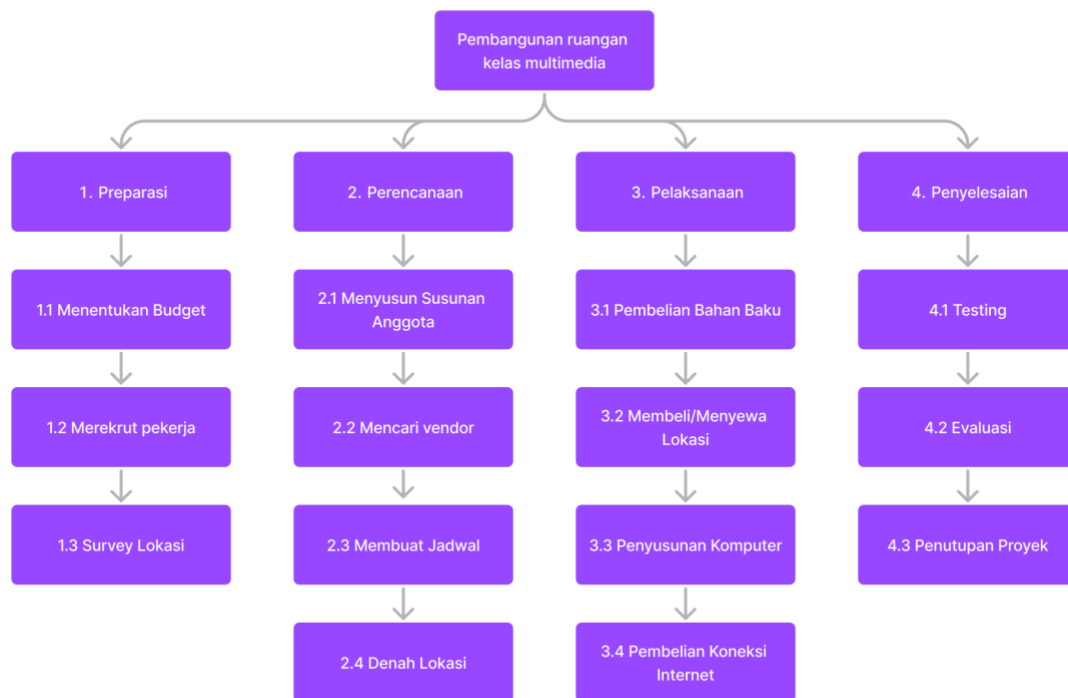 Pembangunan ruangan
kelas multimedia
1. Preparasi
2. Perencanaan
3. Pelaksanaan
4. Penyelesaian
1.1 Menentukan Budget
2.1 Menyusun Susunan
Anggota
3.1 Pembelian Bahan Baku
4.1 Testing
1.2 Merekrut pekerja
2.2 Mencari vendor
3.2 Membeli/Menyewa
Lokasi
4.2 Evaluasi
1.3 Survey Lokasi
2.3 Membuat Jadwal
3.3 Penyusunan Komputer
4.3 Penutupan Proyek
2.4 Denah Lokasi
3.4 Pembelian Koneksi
Internet